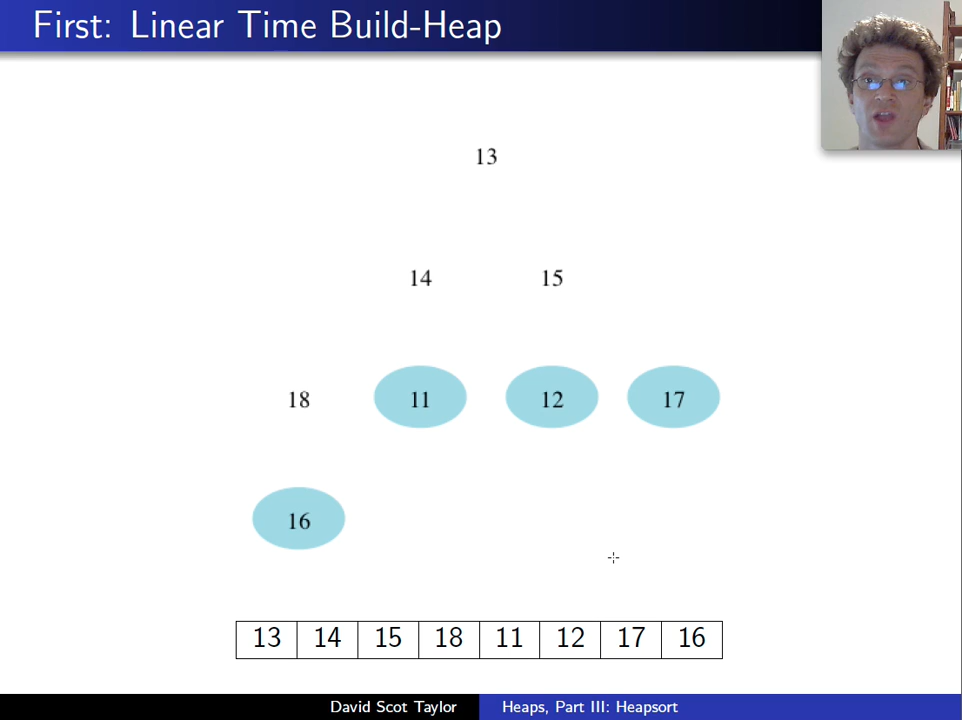 First: Linear Time Build-Heap
13
14 15
18 11 12 17
16
13 14 15 18 11 12 17 16
David Scot Taylor Heaps, Part III: Heapsort